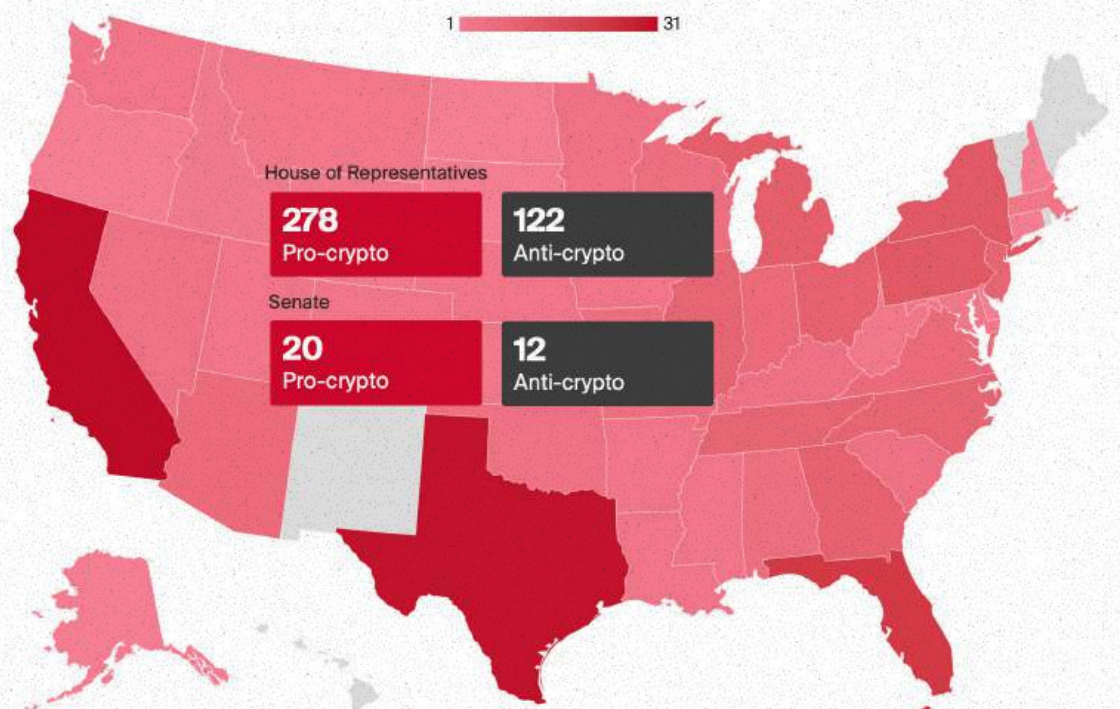 1 31
House of Representatives
278 122
Pro-crypto Anti-crypto
Senate
20 12
Pro-crypto Anti-crypto